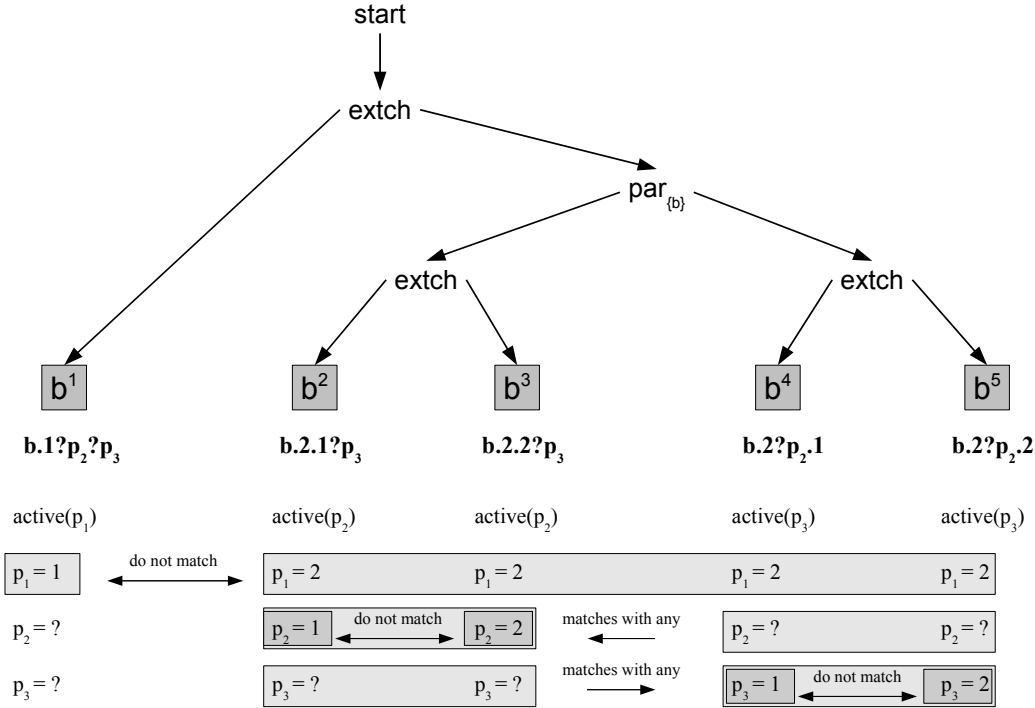 start
extch
par{b}
extch extch
b¹ b² b³ b⁴ b⁵
b.1?p₂?p₃ b.2.1?p₃ b.2.2?p₃ b.2?p₂.1 b.2?p₂.2
active(p₁) active(p₂) active(p₂) active(p₃) active(p₃)
p₁ = 1 do not match p₁ = 2 p₁ = 2 p₁ = 2 p₁ = 2
p₂ = ? p₂ = 1 do not match p₂ = 2 matches with any p₂ = ? p₂ = ?
p₃ = ? p₃ = ? p₃ = ? matches with any p₃ = 1 do not match p₃ = 2